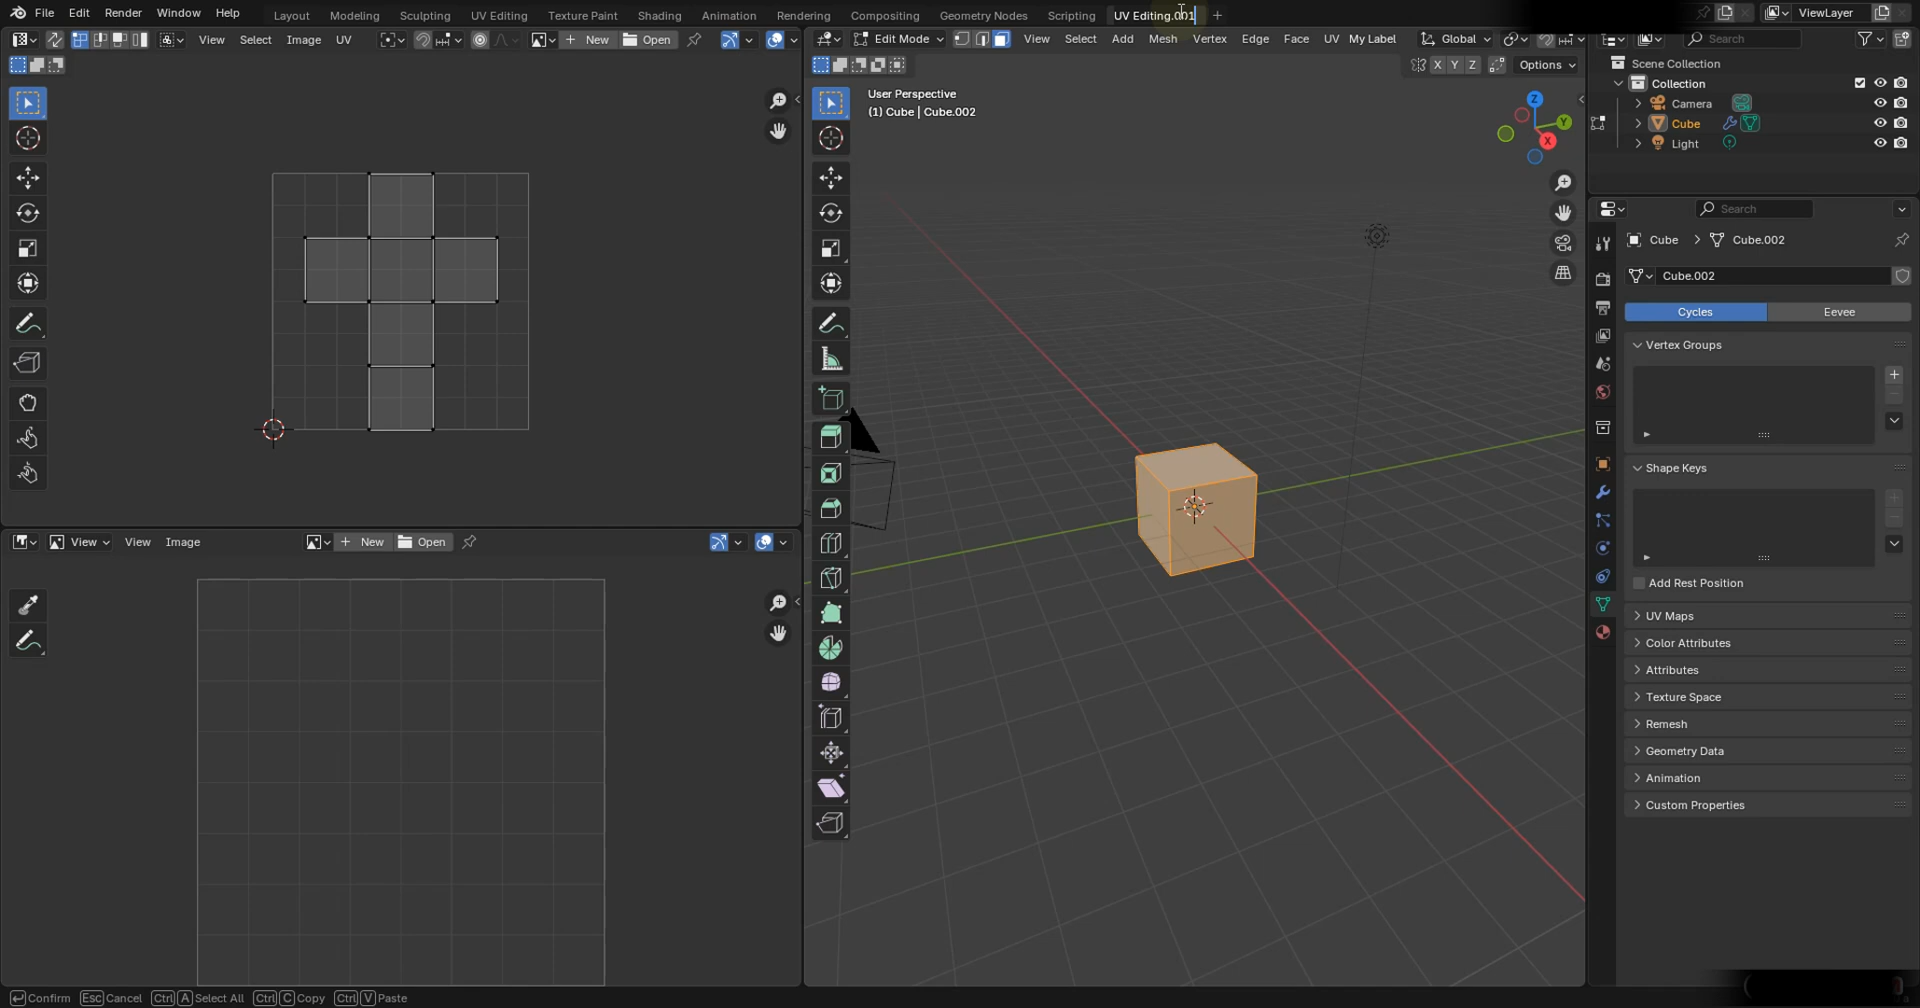 File Edit Render Window Help Layout Modeling Sculpting UV Editing Texture Paint Shading Animation Rendering Compositing Geometry Nodes Scripting UV Editing.001 + ViewLayer
View Select Image UV New Open
Edit Mode View Select Add Mesh Vertex Edge Face UV My Label Global
Search
X Y Z Options
User Perspective
(1) Cube | Cube.002
Z
Y
X
Scene Collection
Collection
Camera
Cube
Light
Search
Cube > Cube.002
Cube.002
Cycles Eevee
Vertex Groups
Shape Keys
Add Rest Position
UV Maps
Color Attributes
Attributes
Texture Space
Remesh
Geometry Data
Animation
Custom Properties
View View Image New Open
Confirm Esc Cancel Ctrl A Select All Ctrl C Copy Ctrl V Paste